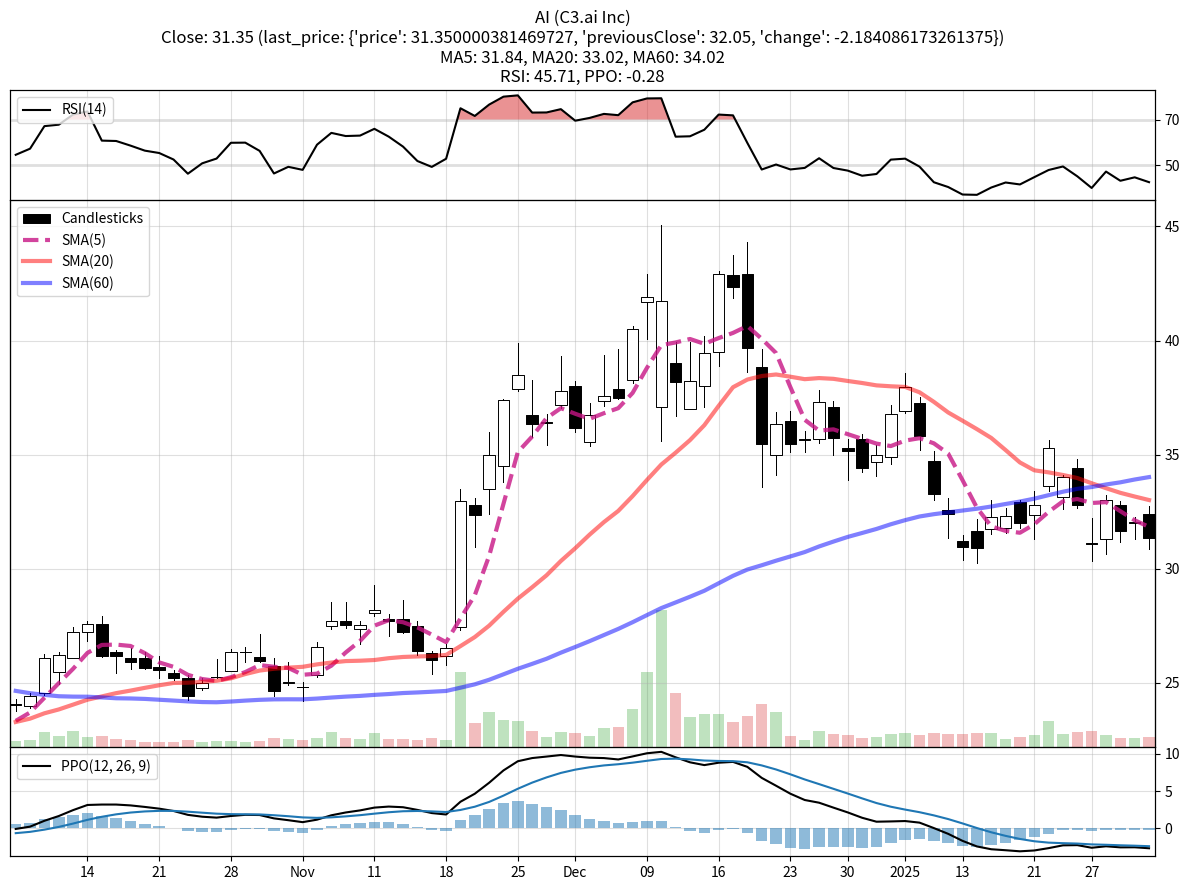 AI (C3.ai Inc)
Close: 31.35 (last_price: {'price': 31.350000381469727, 'previousClose': 32.05, 'change': -2.184086173261375})
MA5: 31.84, MA20: 33.02, MA60: 34.02
RSI: 45.71, PPO: -0.28
RSI(14)
70
50
Candlesticks
SMA(5)
SMA(20)
SMA(60)
45
40
35
30
25
PPO(12, 26, 9)
10
5
0
14 21 28 Nov 11 18 25 Dec 09 16 23 30 2025 13 21 27